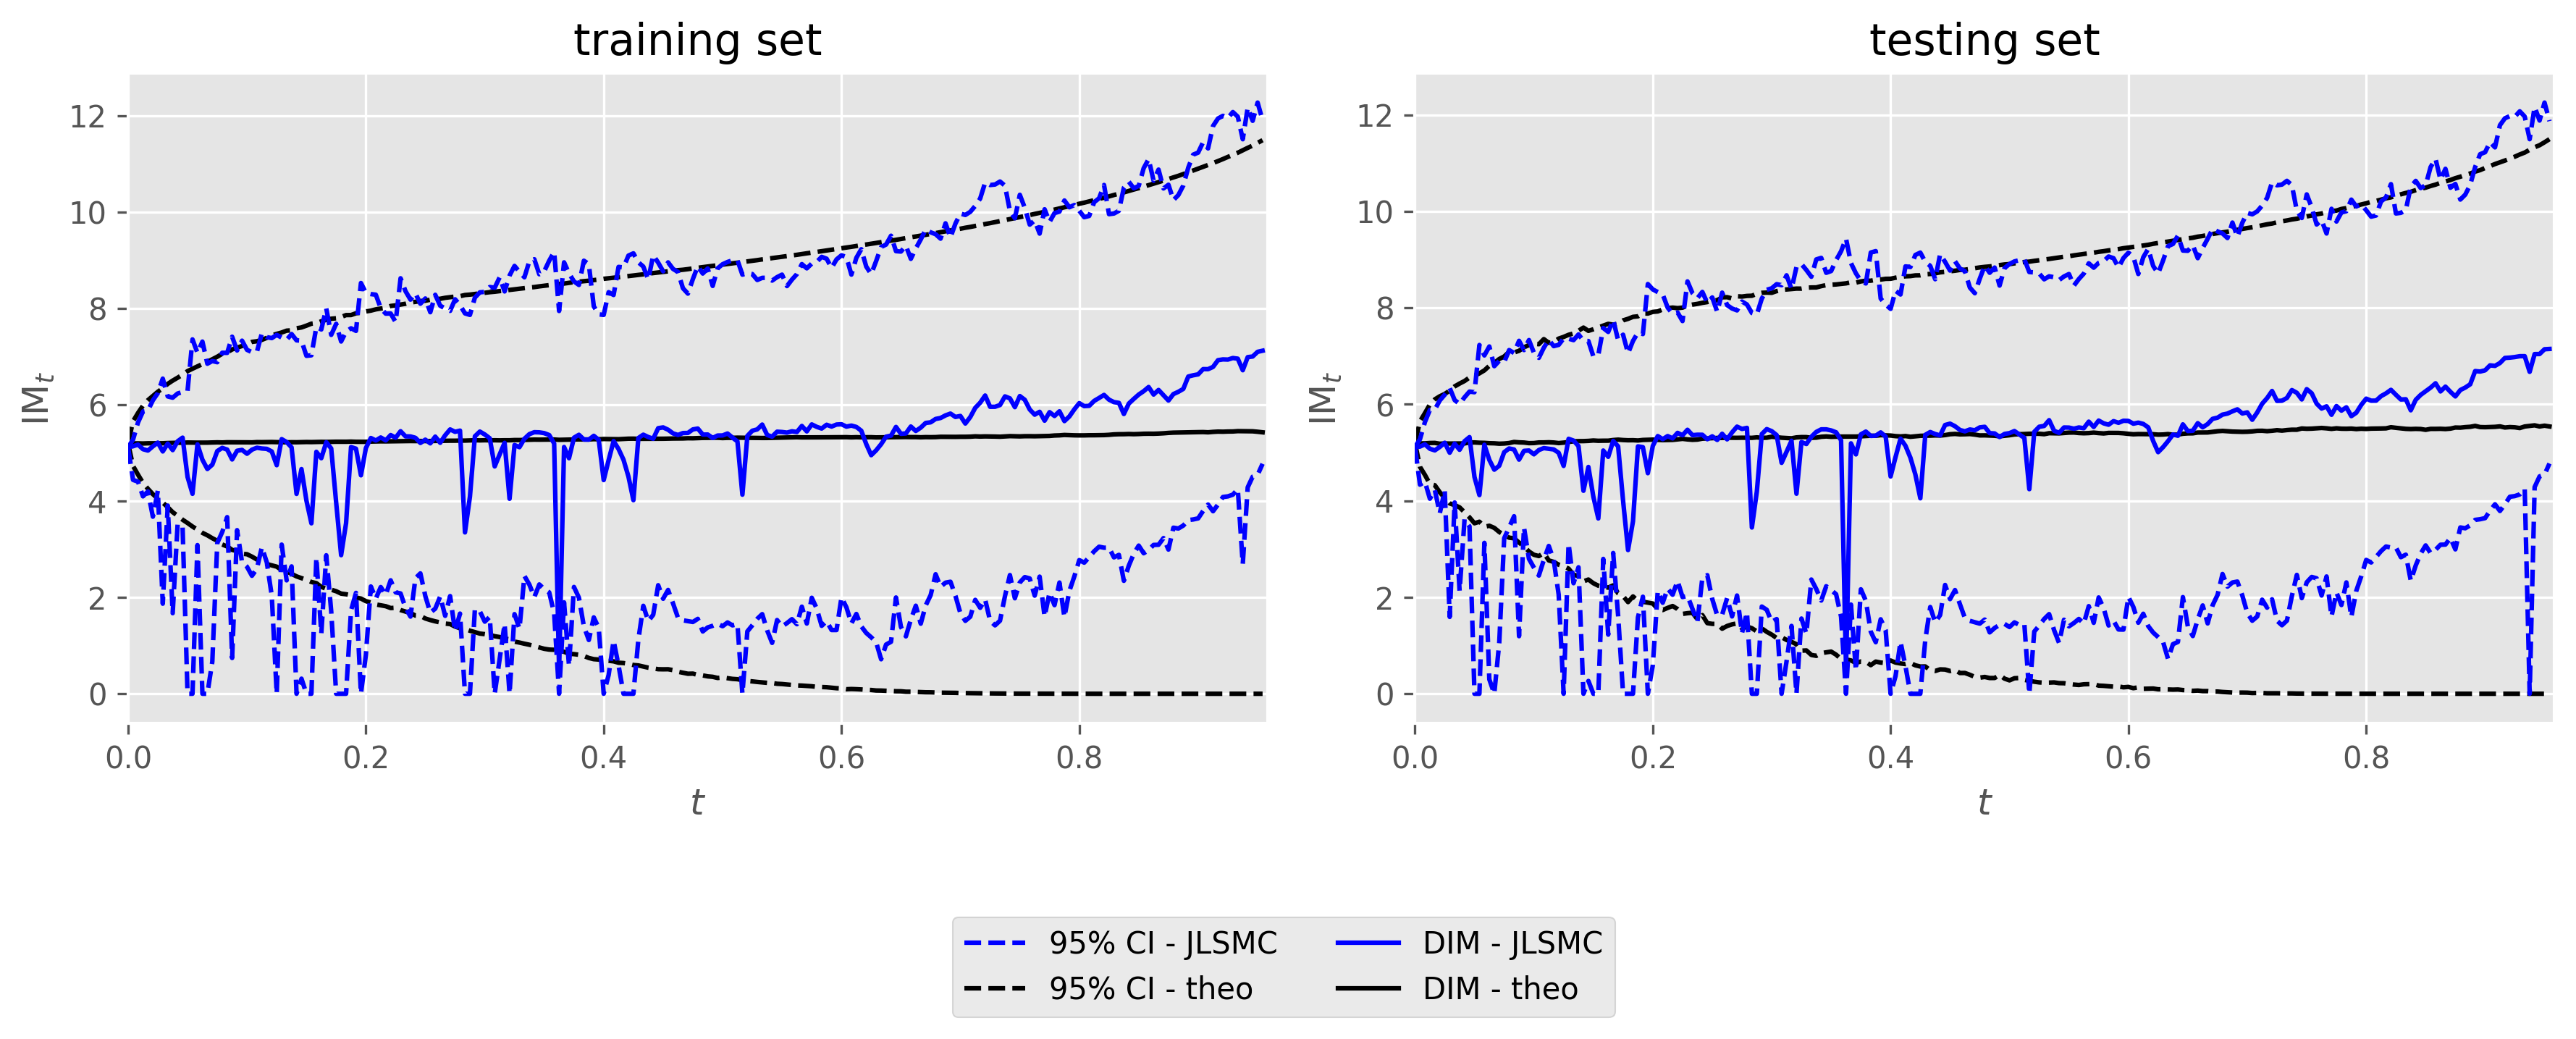 training set
testing set
12
10
8
6
4
2
0
IM_t
0.0 0.2 0.4 0.6 0.8
t
12
10
8
6
4
2
0
IM_t
0.0 0.2 0.4 0.6 0.8
t
95% CI - JLSMC
95% CI - theo
DIM - JLSMC
DIM - theo